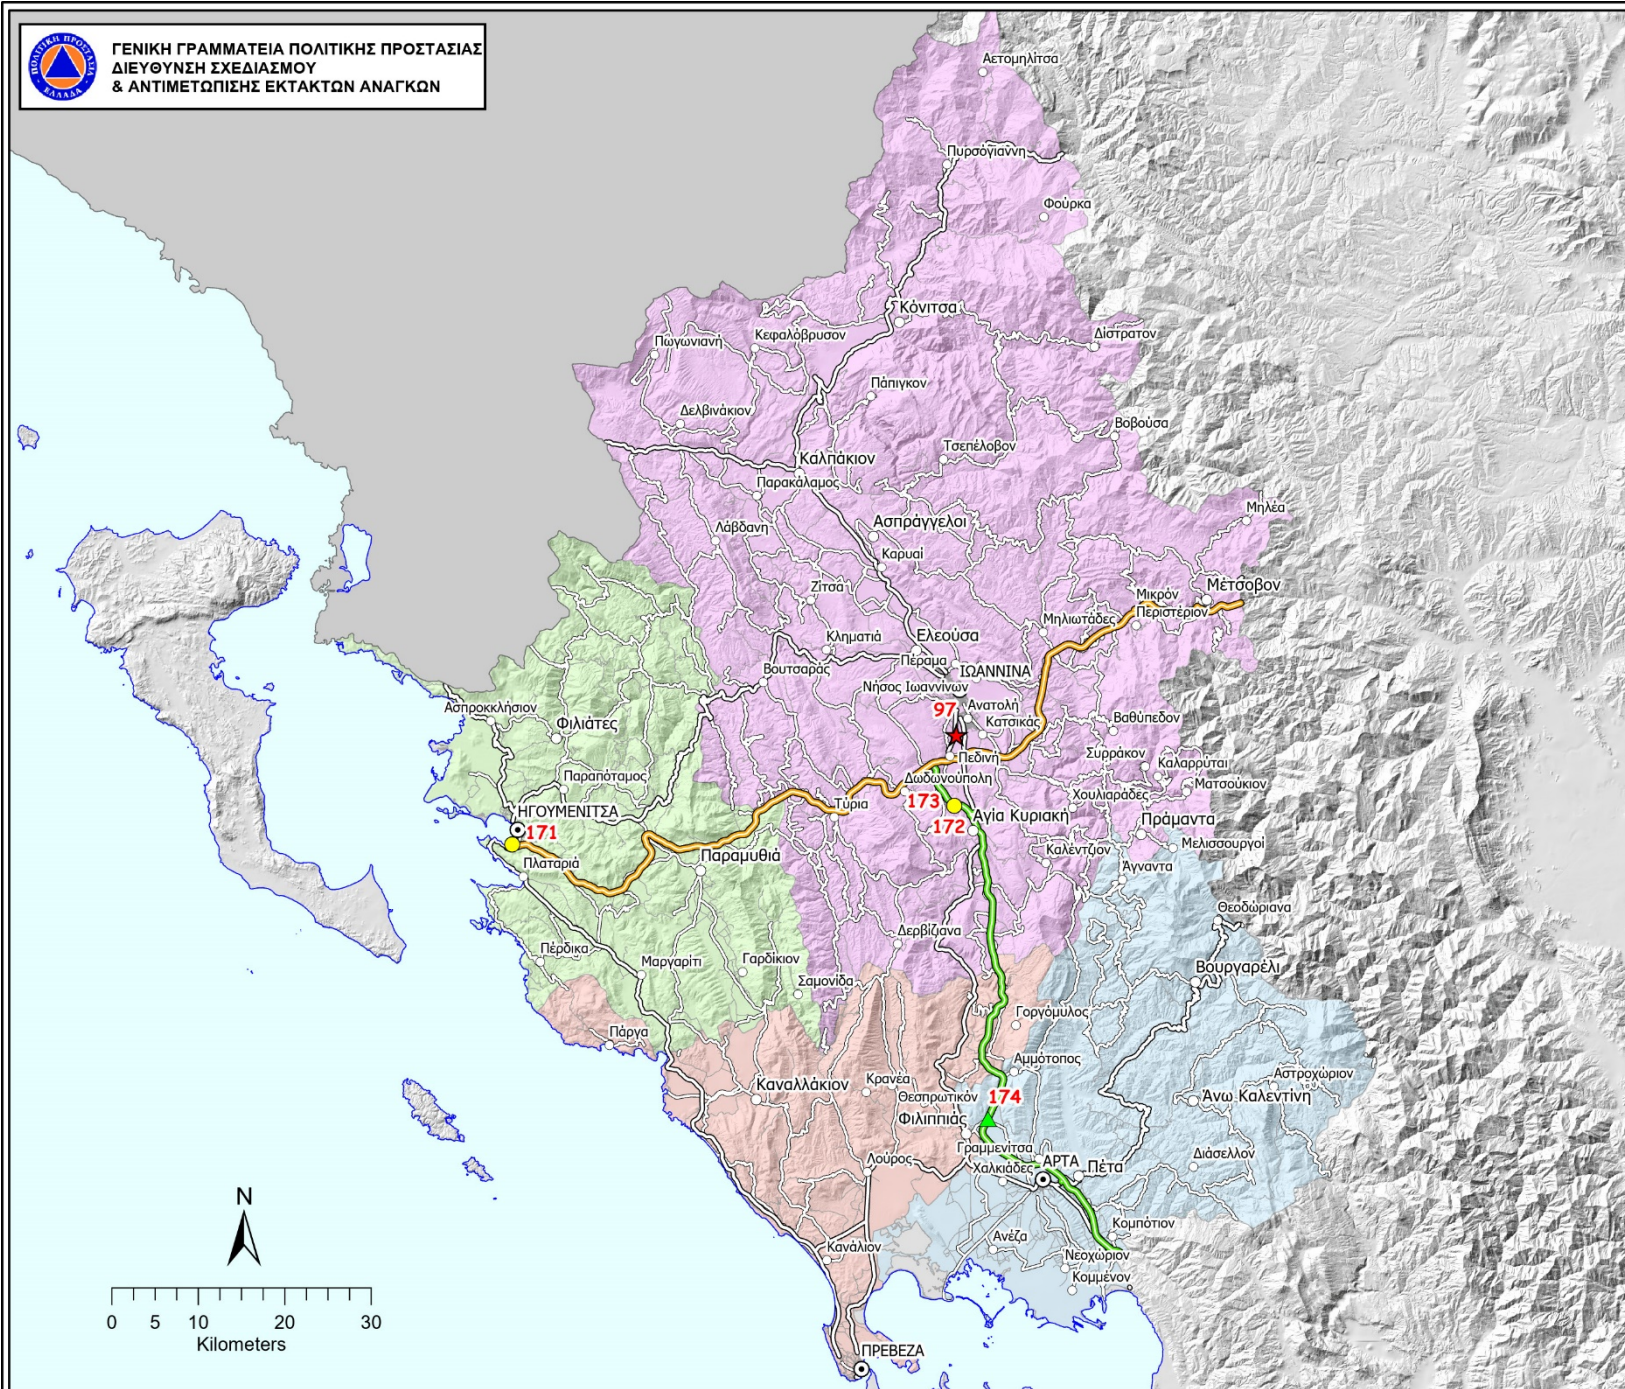 ΓΕΝΙΚΗ ΓΡΑΜΜΑΤΕΙΑ ΠΟΛΙΤΙΚΗΣ ΠΡΟΣΤΑΣΙΑΣ
ΔΙΕΥΘΥΝΣΗ ΣΧΕΔΙΑΣΜΟΥ
& ΑΝΤΙΜΕΤΩΠΙΣΗΣ ΕΚΤΑΚΤΩΝ ΑΝΑΓΚΩΝ
ΠΟΛΙΤΙΚΗ ΠΡΟΣΤΑΣΙΑ
ΕΛΛΑΔΑ
Αετομηλίτσα
Πυρσόγιαννη
Φούρκα
Κόνιτσα
Δίστρατον
Κεφαλόβρυσον
Πωγωνιανή
Πάπιγκον
Δελβινάκιον
Βοβούσα
Τσεπέλοβον
Καλπάκιον
Παρακάλαμος
Μηλέα
Ασπράγγελοι
Λάβδανη
Καρυαί
Ζίτσα
Μέτσοβον
Μικρόν
Περιστέριον
Μηλιωτάδες
Κληματιά
Ελεούσα
Πέραμα
ΙΩΑΝΝΙΝΑ
Βουτσαράς
Νήσος Ιωαννίνων
97
Ανατολή
Κατσικάς
Βαθύπεδον
Ασπροκκλήσιον
Φιλιάτες
Πεδινή
Συρράκον
Καλαρρύται
Ματσούκιον
Παραπόταμος
Δωδωνούπολη
Χουλιαράδες
173
Τύρια
172
Αγία Κυριακή
Πράμαντα
ΗΓΟΥΜΕΝΙΤΣΑ
171
Μελισσουργοί
Πλαταριά
Παραμυθιά
Καλέντζιον
Άγναντα
Θεοδώριανα
Δερβίζιανα
Πέρδικα
Μαργαρίτι
Γαρδίκιον
Σαμονίδα
Βουργαρέλι
Γοργόμυλος
Πάργα
Αμμότοπος
Αστροχώριον
Καναλλάκιον
Κρανέα
Θεσπρωτικόν
174
Άνω Καλεντίνη
Φιλιππιάς
Γραμμενίτσα
ΑΡΤΑ
Πέτα
Διάσελλον
Λούρος
Χαλκιάδες
Κομπότιον
Ανέζα
Νεοχώριον
Κανάλιον
Κομμένον
ΠΡΕΒΕΖΑ
N
0 5 10 20 30
Kilometers